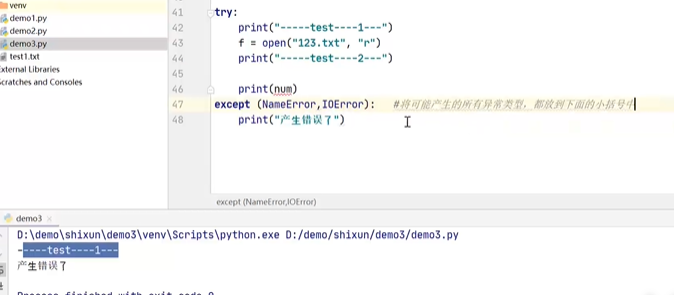 venv
demo1.py
demo2.py
demo3.py
test1.txt
External Libraries
Scratches and Consoles
41 try:
42 print("-----test----1---")
43 f = open("123.txt", "r")
44 print("-----test----2---")
45
46 print(num)
47 except (NameError,IOError): #将可能产生的所有异常类型，都放到下面的小括号中
48 print("产生错误了")
except (NameError,IOError)
demo3
D:\demo\shixun\demo3\venv\Scripts\python.exe D:/demo/shixun/demo3/demo3.py
-----test----1---
产生错误了
Process finished with exit code 0